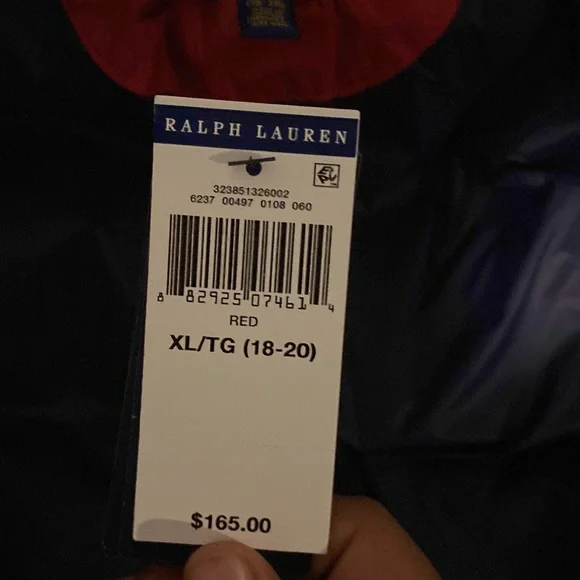 RALPH LAUREN
323851326002
6237 00497 0108 060
8 82925 07461 4
RED
XL/TG (18-20)
$165.00